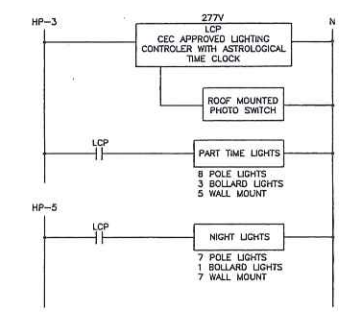 HP-3
277V
N
LCP
CEC APPROVED LIGHTING
CONTROLER WITH ASTROLOGICAL
TIME CLOCK
ROOF MOUNTED
PHOTO SWITCH
LCP
PART TIME LIGHTS
8 POLE LIGHTS
3 BOLLARD LIGHTS
5 WALL MOUNT
HP-5
LCP
NIGHT LIGHTS
7 POLE LIGHTS
1 BOLLARD LIGHTS
7 WALL MOUNT